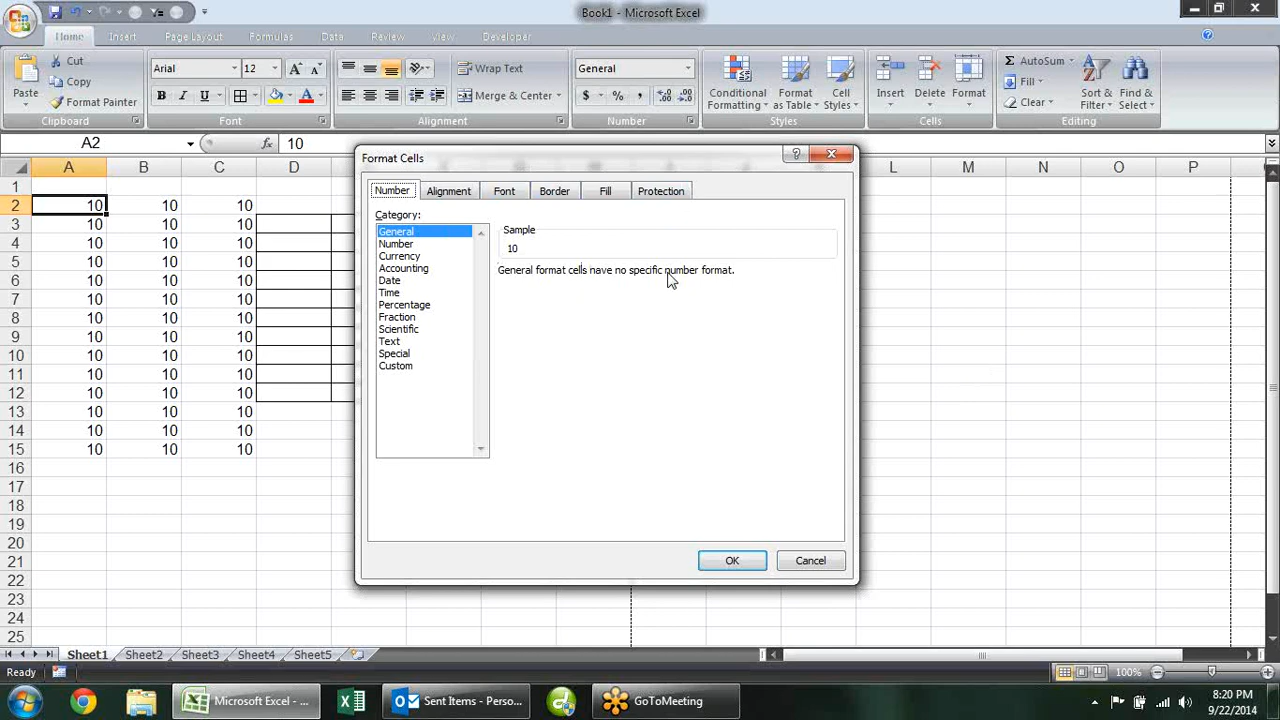 Book1 - Microsoft Excel
Home Insert Page Layout Formulas Data Review View Developer
Paste
Cut
Copy
Format Painter
Clipboard
Arial 12
B I U
Font
Wrap Text
Merge & Center
Alignment
General
$ % ,
Number
Conditional Formatting
Format as Table
Cell Styles
Styles
Insert Delete Format
Cells
AutoSum
Fill
Clear
Sort & Filter
Find & Select
Editing
A2 fx 10
A B C D L M N O P
1
2 10 10 10
3 10 10 10
4 10 10 10
5 10 10 10
6 10 10 10
7 10 10 10
8 10 10 10
9 10 10 10
10 10 10 10
11 10 10 10
12 10 10 10
13 10 10 10
14 10 10 10
15 10 10 10
16
17
18
19
20
21
22
23
24
25
Format Cells
Number Alignment Font Border Fill Protection
Category:
General
Number
Currency
Accounting
Date
Time
Percentage
Fraction
Scientific
Text
Special
Custom
Sample
10
General format cells have no specific number format.
OK Cancel
Sheet1 Sheet2 Sheet3 Sheet4 Sheet5
Ready 100%
Microsoft Excel - ... Sent Items - Perso... GoToMeeting
8:20 PM
9/22/2014